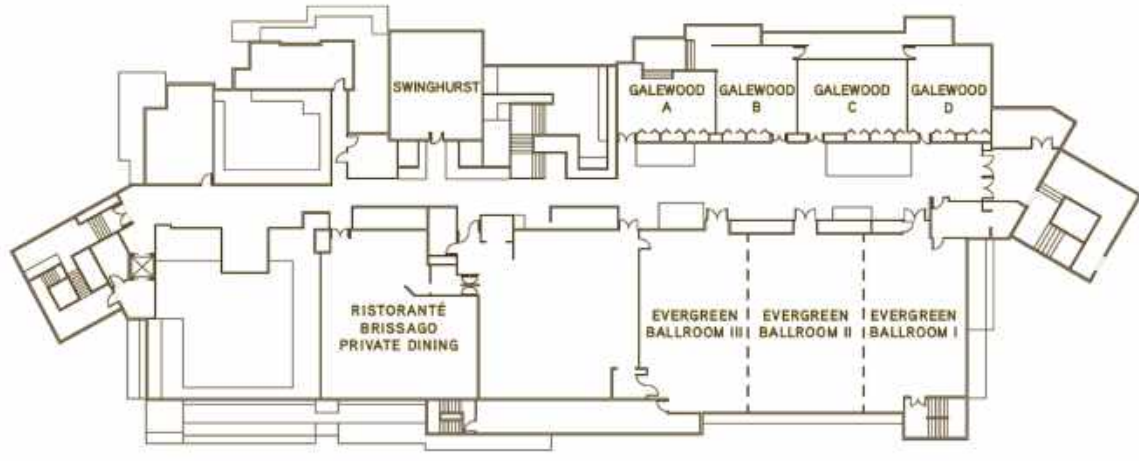 SWINGHURST
GALEWOOD
A
GALEWOOD
B
GALEWOOD
C
GALEWOOD
D
RISTORANTÉ
BRISSAGO
PRIVATE DINING
EVERGREEN
BALLROOM III
EVERGREEN
BALLROOM II
EVERGREEN
BALLROOM I